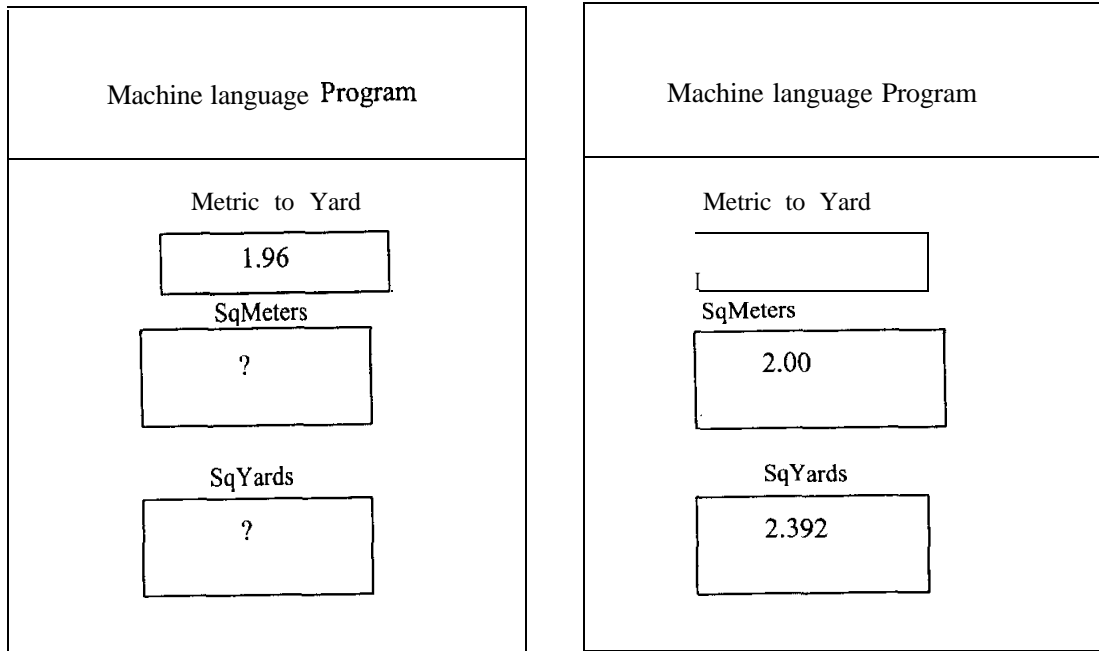 Machine language Program
Metric to Yard
1.96
SqMeters
?
SqYards
?
Machine language Program
Metric to Yard
SqMeters
2.00
SqYards
2.392